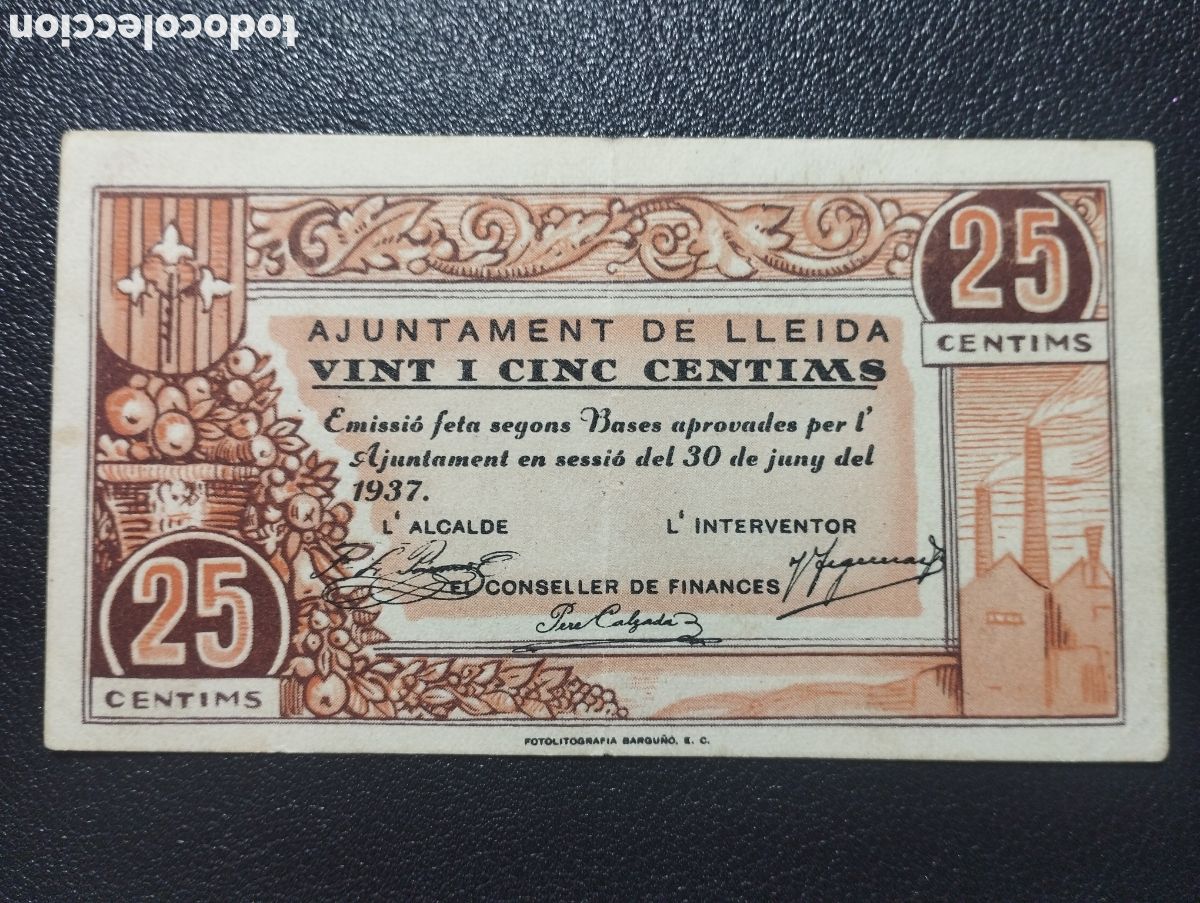 todocoleccion
25
CENTIMS
AJUNTAMENT DE LLEIDA
VINT I CINC CENTIMS
Emissió feta segons Bases aprovades per l'
Ajuntament en sessió del 30 de juny del
1937.
L'ALCALDE
L'INTERVENTOR
EL CONSELLER DE FINANCES
Pere Calzada
25
CENTIMS
FOTOLITOGRAFIA BARGUÑÓ, E. C.